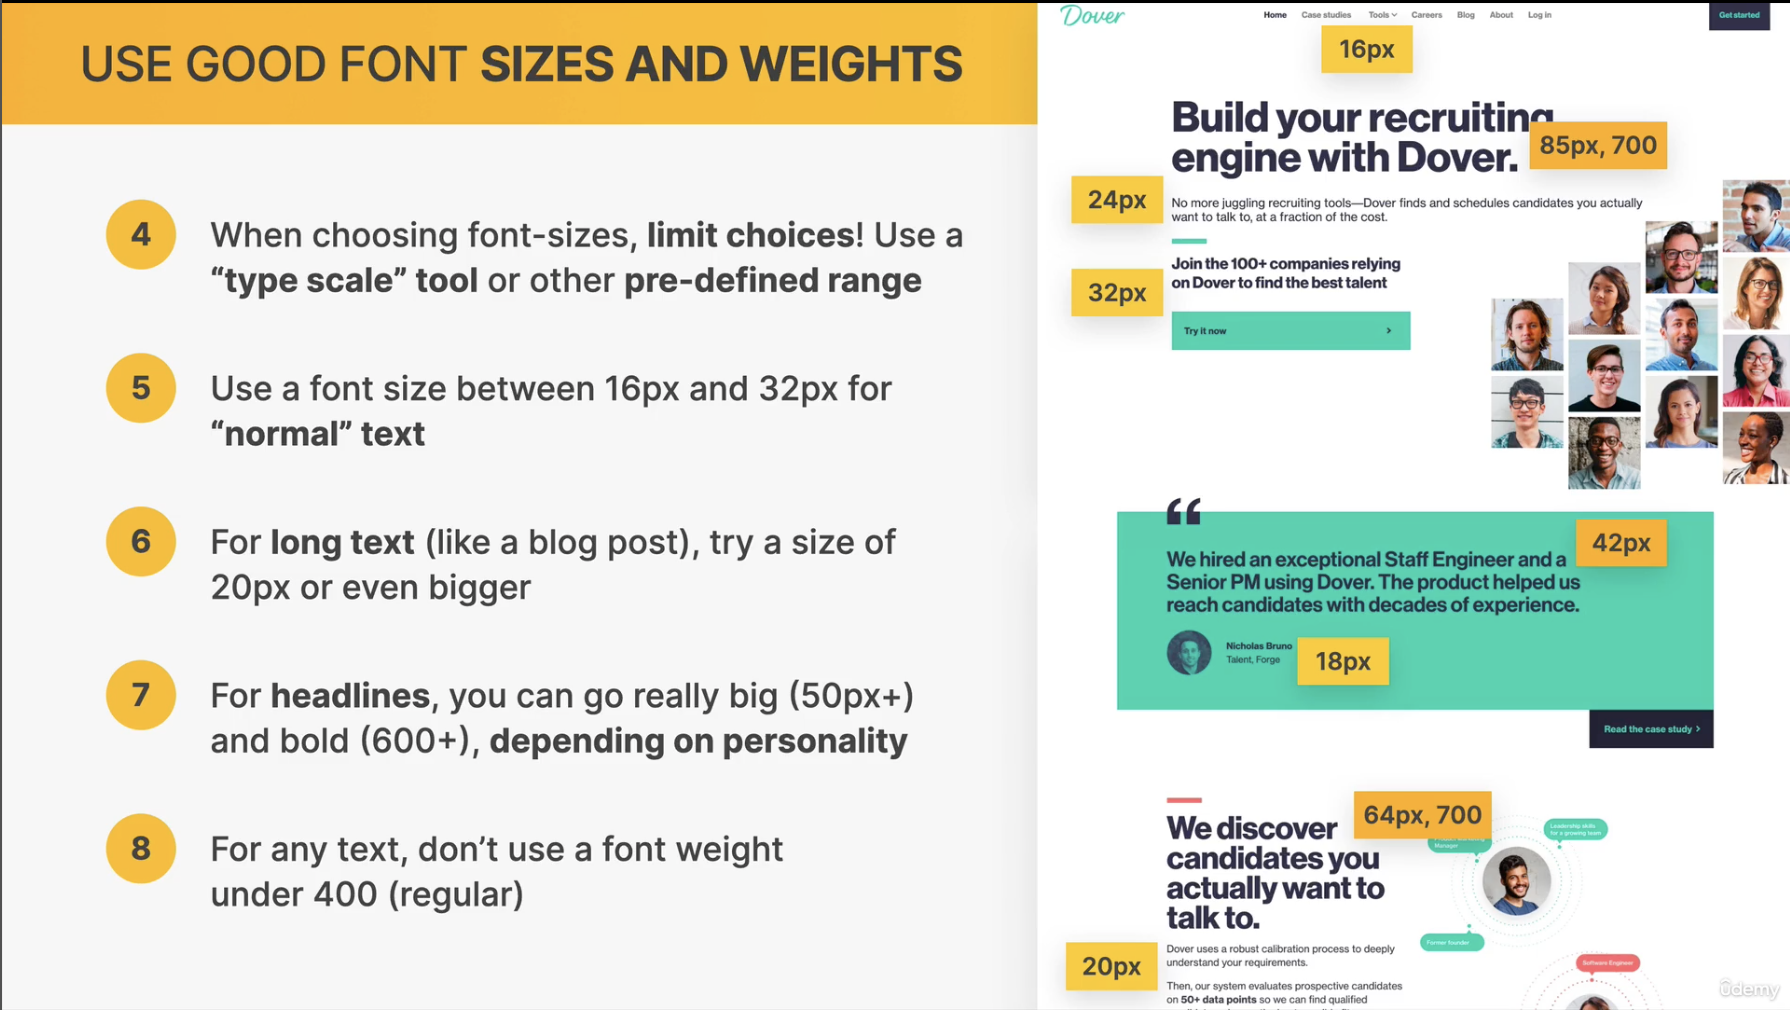 USE GOOD FONT SIZES AND WEIGHTS
4
When choosing font-sizes, limit choices! Use a
“type scale” tool or other pre-defined range
5
Use a font size between 16px and 32px for
“normal” text
6
For long text (like a blog post), try a size of
20px or even bigger
7
For headlines, you can go really big (50px+)
and bold (600+), depending on personality
8
For any text, don’t use a font weight
under 400 (regular)
Dover
Home Case studies Tools Careers Blog About Log in
Get started
16px
Build your recruiting
engine with Dover.
85px, 700
24px
No more juggling recruiting tools—Dover finds and schedules candidates you actually
want to talk to, at a fraction of the cost.
32px
Join the 100+ companies relying
on Dover to find the best talent
Try it now
“
42px
We hired an exceptional Staff Engineer and a
Senior PM using Dover. The product helped us
reach candidates with decades of experience.
Nicholas Bruno
Talent, Forge
18px
Read the case study
64px, 700
We discover
candidates you
actually want to
talk to.
Leadership skills
for a growing team
Manager
Former founder
Software Engineer
20px
Dover uses a robust calibration process to deeply
understand your requirements.
Then, our system evaluates prospective candidates
on 50+ data points so we can find qualified
ûdemy